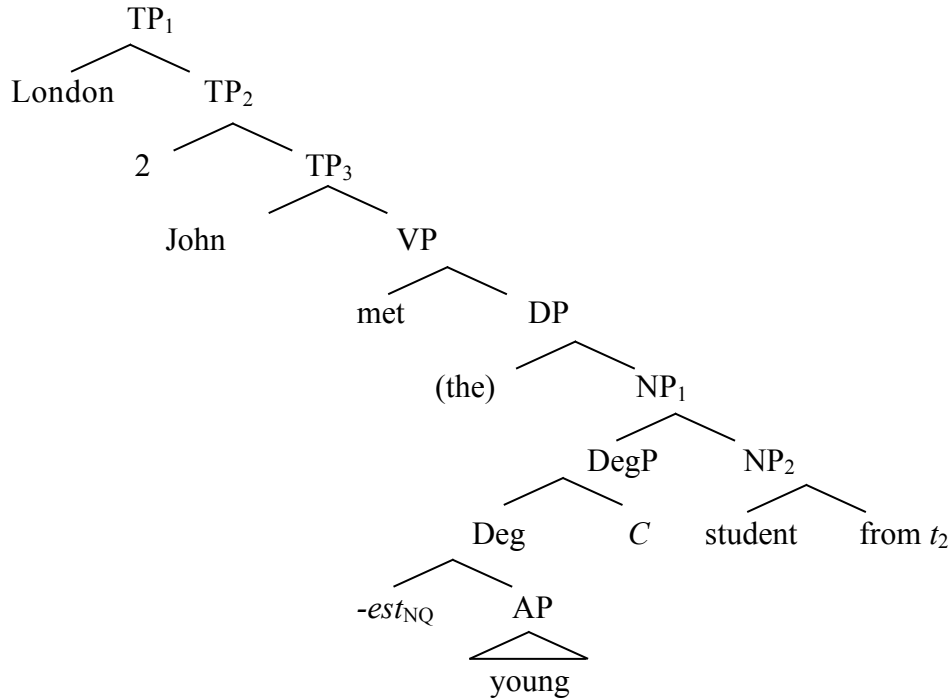 TP₁
London TP₂
2 TP₃
John VP
met DP
(the) NP₁
DegP NP₂
Deg C student from t₂
-est_NQ AP
young